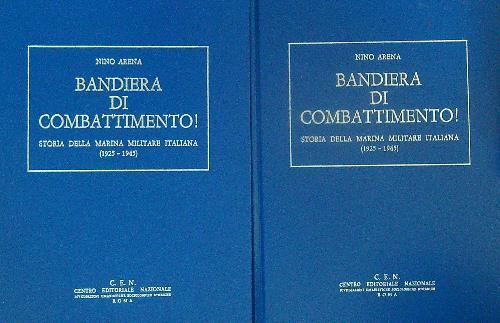 NINO ARENA
BANDIERA
DI
COMBATTIMENTO!
STORIA DELLA MARINA MILITARE ITALIANA
(1925 - 1945)
C. E. N.
CENTRO EDITORIALE NAZIONALE
ROMA
NINO ARENA
BANDIERA
DI
COMBATTIMENTO!
STORIA DELLA MARINA MILITARE ITALIANA
(1925 - 1945)
C. E. N.
CENTRO EDITORIALE NAZIONALE
ROMA